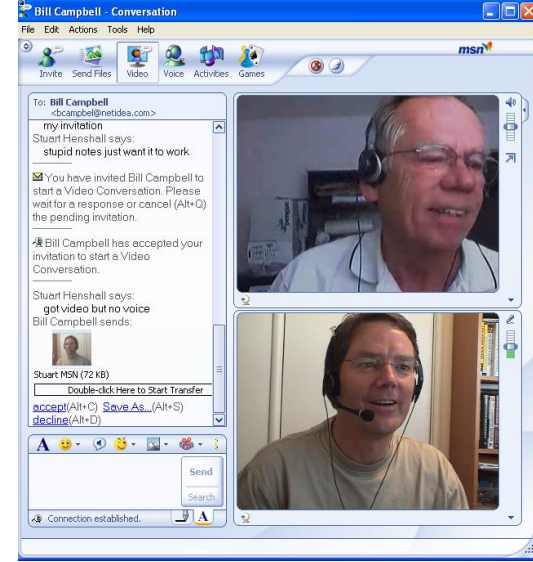 Bill Campbell - Conversation
File Edit Actions Tools Help
Invite Send Files Video Voice Activities Games
msn
To: Bill Campbell
<bcampbel@netidea.com>
my invitation
Stuart Henshall says:
stupid notes just want it to work
You have invited Bill Campbell to
start a Video Conversation. Please
wait for a response or cancel (Alt+Q)
the pending invitation.
Bill Campbell has accepted your
invitation to start a Video
Conversation.
Stuart Henshall says:
got video but no voice
Bill Campbell sends:
Stuart MSN (72 KB)
Double-click Here to Start Transfer
accept(Alt+C) Save As...(Alt+S)
decline(Alt+D)
A
Send
Search
Connection established.
A